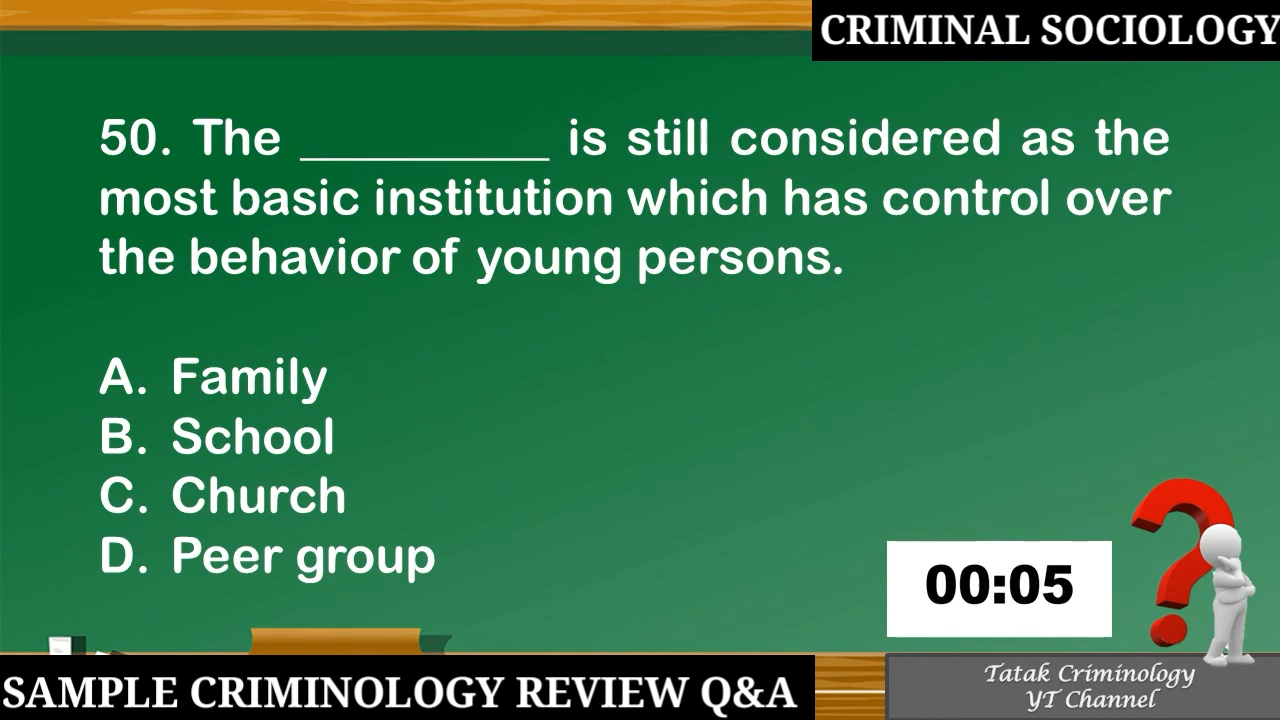 CRIMINAL SOCIOLOGY
50. The __________ is still considered as the
most basic institution which has control over
the behavior of young persons.
A. Family
B. School
C. Church
D. Peer group
00:05
SAMPLE CRIMINOLOGY REVIEW Q&A
Tatak Criminology
YT Channel